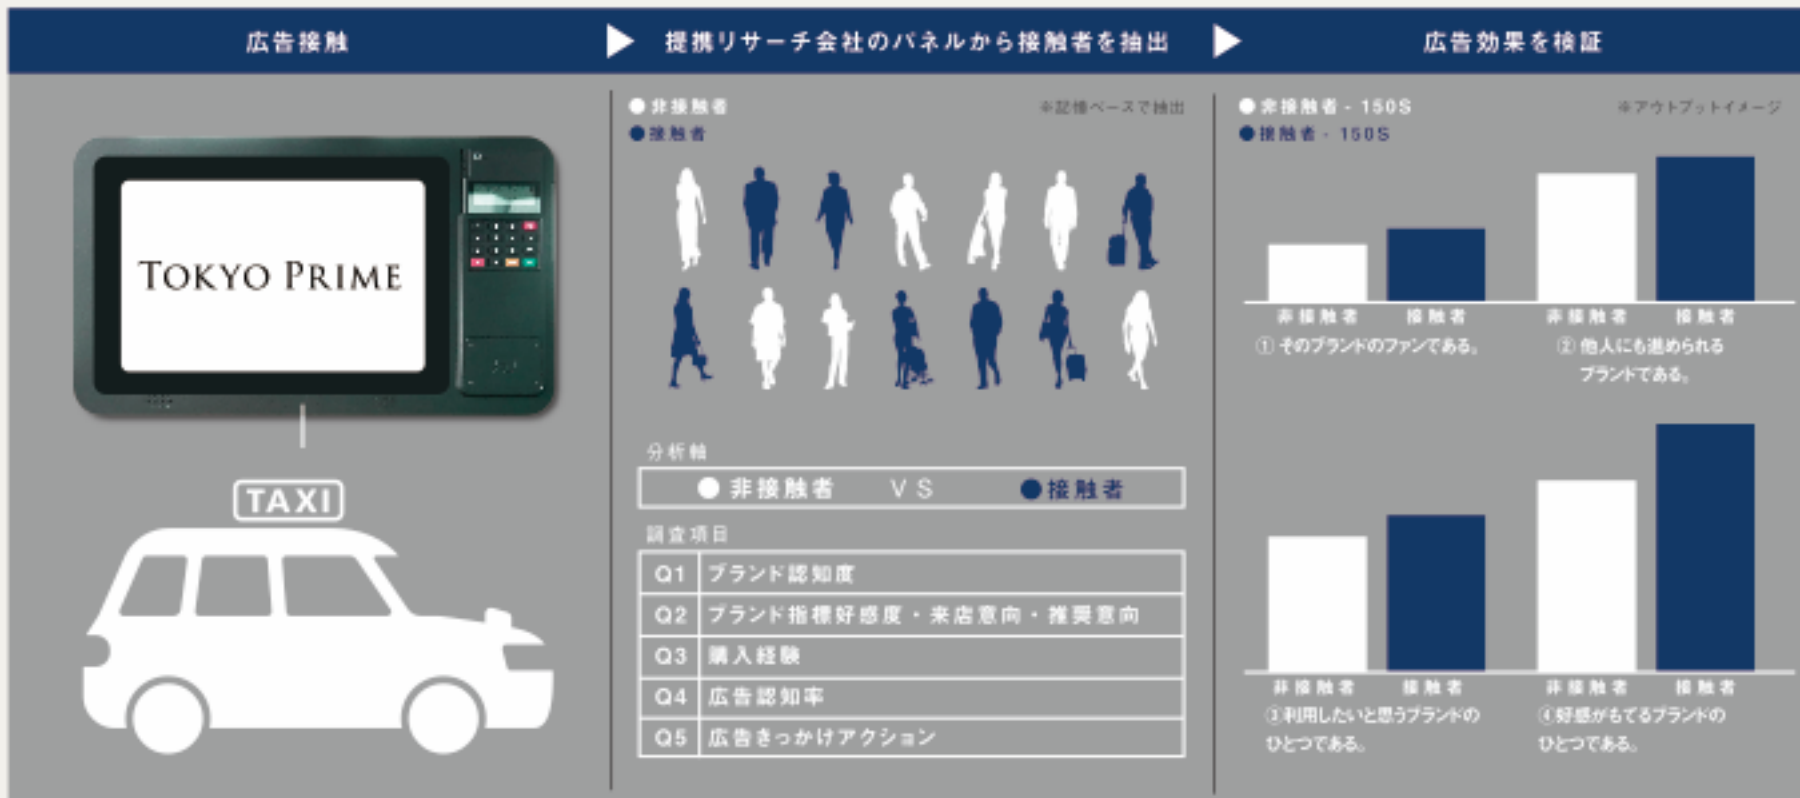 広告接触
提携リサーチ会社のパネルから接触者を抽出
広告効果を検証
TOKYO PRIME
TAXI
●非接触者
※記憶ベースで抽出
●接触者
分析軸
●非接触者 VS ●接触者
調査項目
Q1 ブランド認知度
Q2 ブランド指標好感度・来店意向・推奨意向
Q3 購入経験
Q4 広告認知率
Q5 広告きっかけアクション
●非接触者 - 150S
※アウトプットイメージ
●接触者 - 150S
非接触者 接触者
① そのブランドのファンである。
非接触者 接触者
② 他人にも進められる
ブランドである。
非接触者 接触者
③利用したいと思うブランドの
ひとつである。
非接触者 接触者
④好感がもてるブランドの
ひとつである。